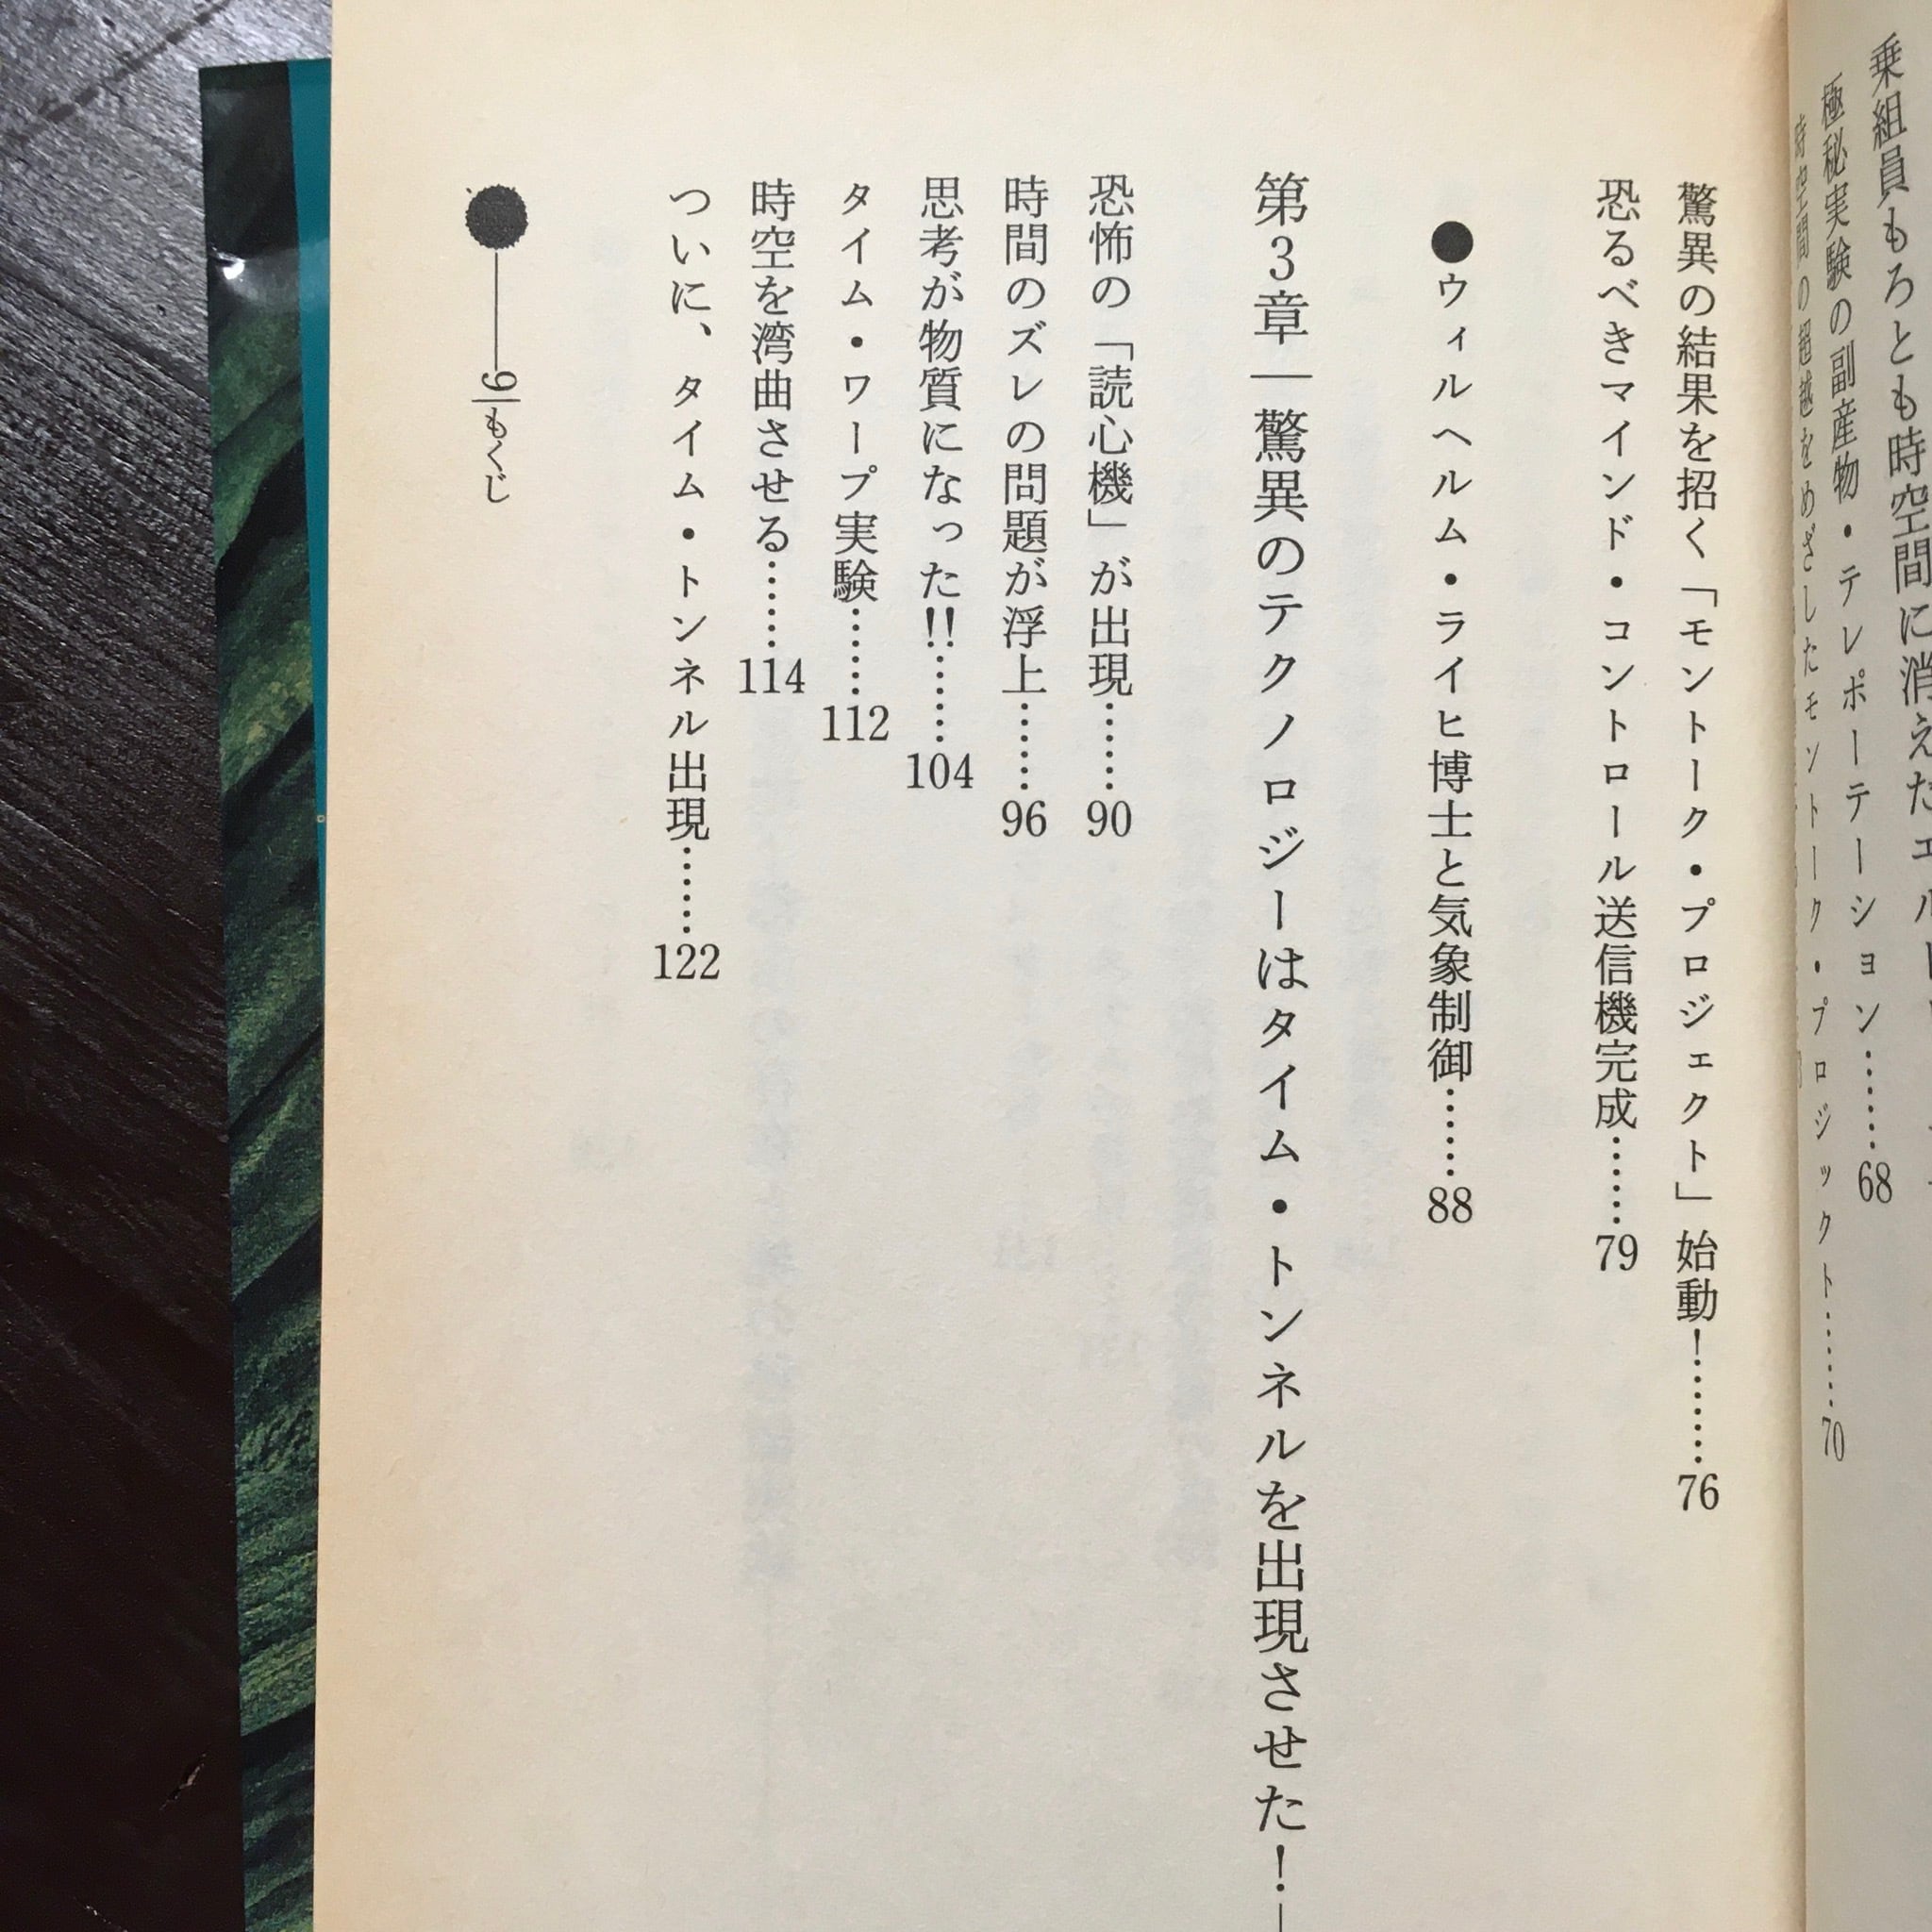 乗組員もろとも時空間に消えたエル
極秘実験の副産物・テレポーテーション……68
時空間の超越をめざしたモントーク・プロジェクト……70
驚異の結果を招く「モントーク・プロジェクト」始動！……76
恐るべきマインド・コントロール送信機完成……79
●ウィルヘルム・ライヒ博士と気象制御……88
第3章―驚異のテクノロジーはタイム・トンネルを出現させた！―
恐怖の「読心機」が出現……90
時間のズレの問題が浮上……96
思考が物質になった!!……104
タイム・ワープ実験……112
時空を湾曲させる……114
ついに、タイム・トンネル出現……122
9 もくじ